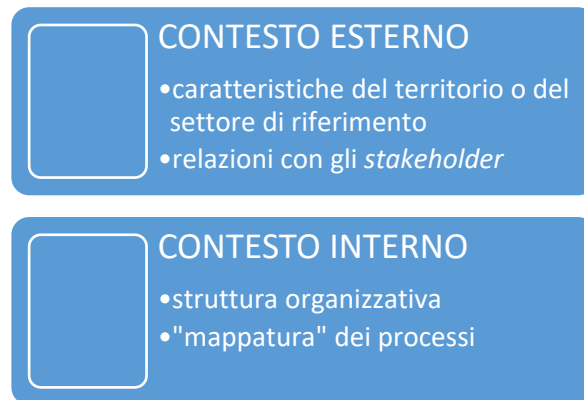 CONTESTO ESTERNO
•caratteristiche del territorio o del
settore di riferimento
•relazioni con gli stakeholder
CONTESTO INTERNO
•struttura organizzativa
•"mappatura" dei processi